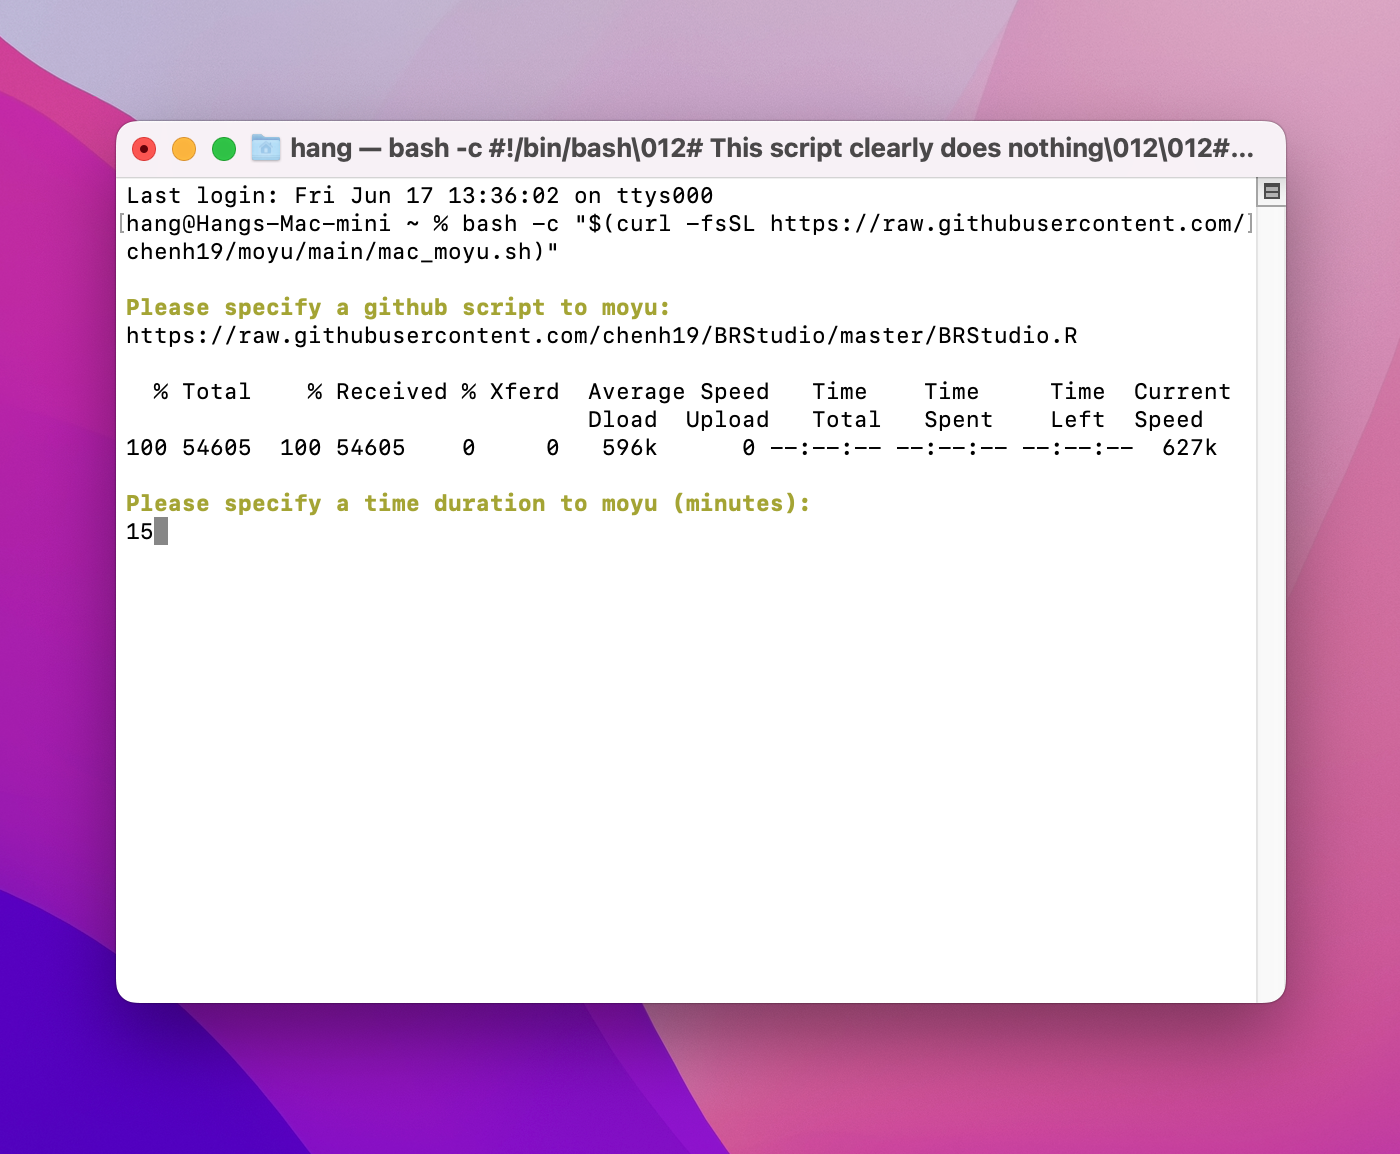 hang — bash -c #!/bin/bash\012# This script clearly does nothing\012\012#...
Last login: Fri Jun 17 13:36:02 on ttys000
[hang@Hangs-Mac-mini ~ % bash -c "$(curl -fsSL https://raw.githubusercontent.com/]
chenh19/moyu/main/mac_moyu.sh)"
Please specify a github script to moyu:
https://raw.githubusercontent.com/chenh19/BRStudio/master/BRStudio.R
% Total % Received % Xferd Average Speed Time Time Time Current
Dload Upload Total Spent Left Speed
100 54605 100 54605 0 0 596k 0 --:--:-- --:--:-- --:--:-- 627k
Please specify a time duration to moyu (minutes):
15